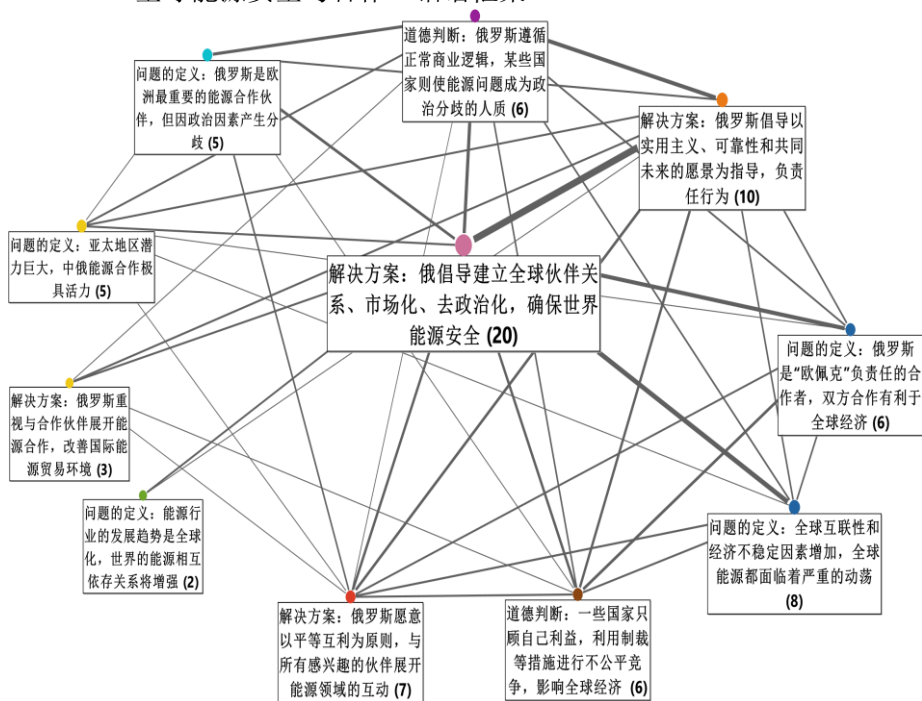 道德判断：俄罗斯遵循
正常商业逻辑，某些国
家则使能源问题成为政
治分歧的人质 (6)
问题的定义：俄罗斯是欧
洲最重要的能源合作伙
伴，但因政治因素产生分
歧 (5)
解决方案：俄罗斯倡导以
实用主义、可靠性和共同
未来的愿景为指导，负责
任行为 (10)
问题的定义：亚太地区潜
力巨大，中俄能源合作极
具活力 (5)
解决方案：俄倡导建立全球伙伴关
系、市场化、去政治化，确保世界
能源安全 (20)
问题的定义：俄罗斯
是“欧佩克”负责任的合
作者，双方合作有利于
全球经济 (6)
解决方案：俄罗斯重
视与合作伙伴展开能
源合作，改善国际能
源贸易环境 (3)
问题的定义：能源行
业的发展趋势是全球
化，世界的能源相互
依存关系将增强 (2)
问题的定义：全球互联性和
经济不稳定因素增加，全球
能源都面临着严重的动荡
(8)
解决方案：俄罗斯愿意
以平等互利为原则，与
所有感兴趣的伙伴展开
能源领域的互动 (7)
道德判断：一些国家只
顾自己利益，利用制裁
等措施进行不公平竞
争，影响全球经济 (6)